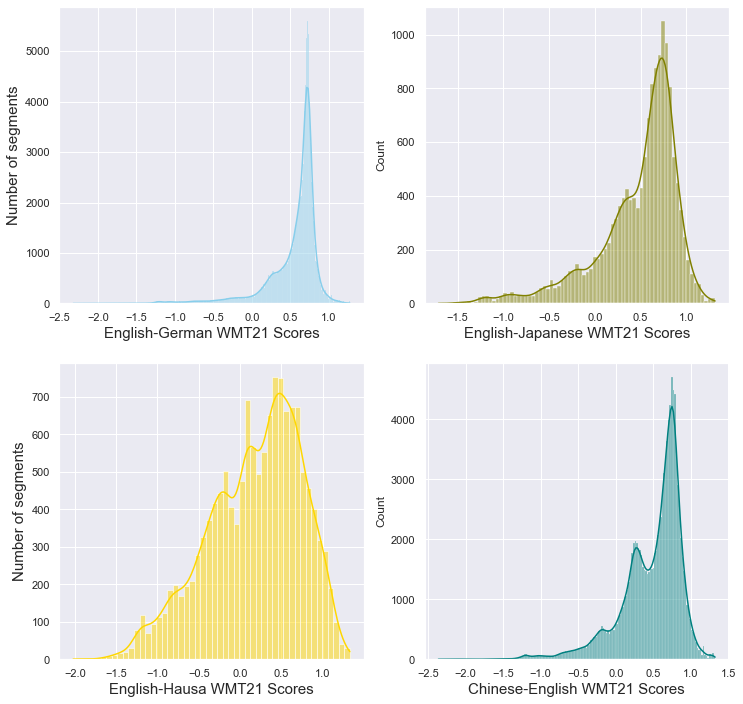 Number of segments
5000
4000
3000
2000
1000
0
−2.5 −2.0 −1.5 −1.0 −0.5 0.0 0.5 1.0
English-German WMT21 Scores
Count
1000
800
600
400
200
0
−1.5 −1.0 −0.5 0.0 0.5 1.0
English-Japanese WMT21 Scores
Number of segments
700
600
500
400
300
200
100
0
−2.0 −1.5 −1.0 −0.5 0.0 0.5 1.0
English-Hausa WMT21 Scores
Count
4000
3000
2000
1000
0
−2.5 −2.0 −1.5 −1.0 −0.5 0.0 0.5 1.0 1.5
Chinese-English WMT21 Scores